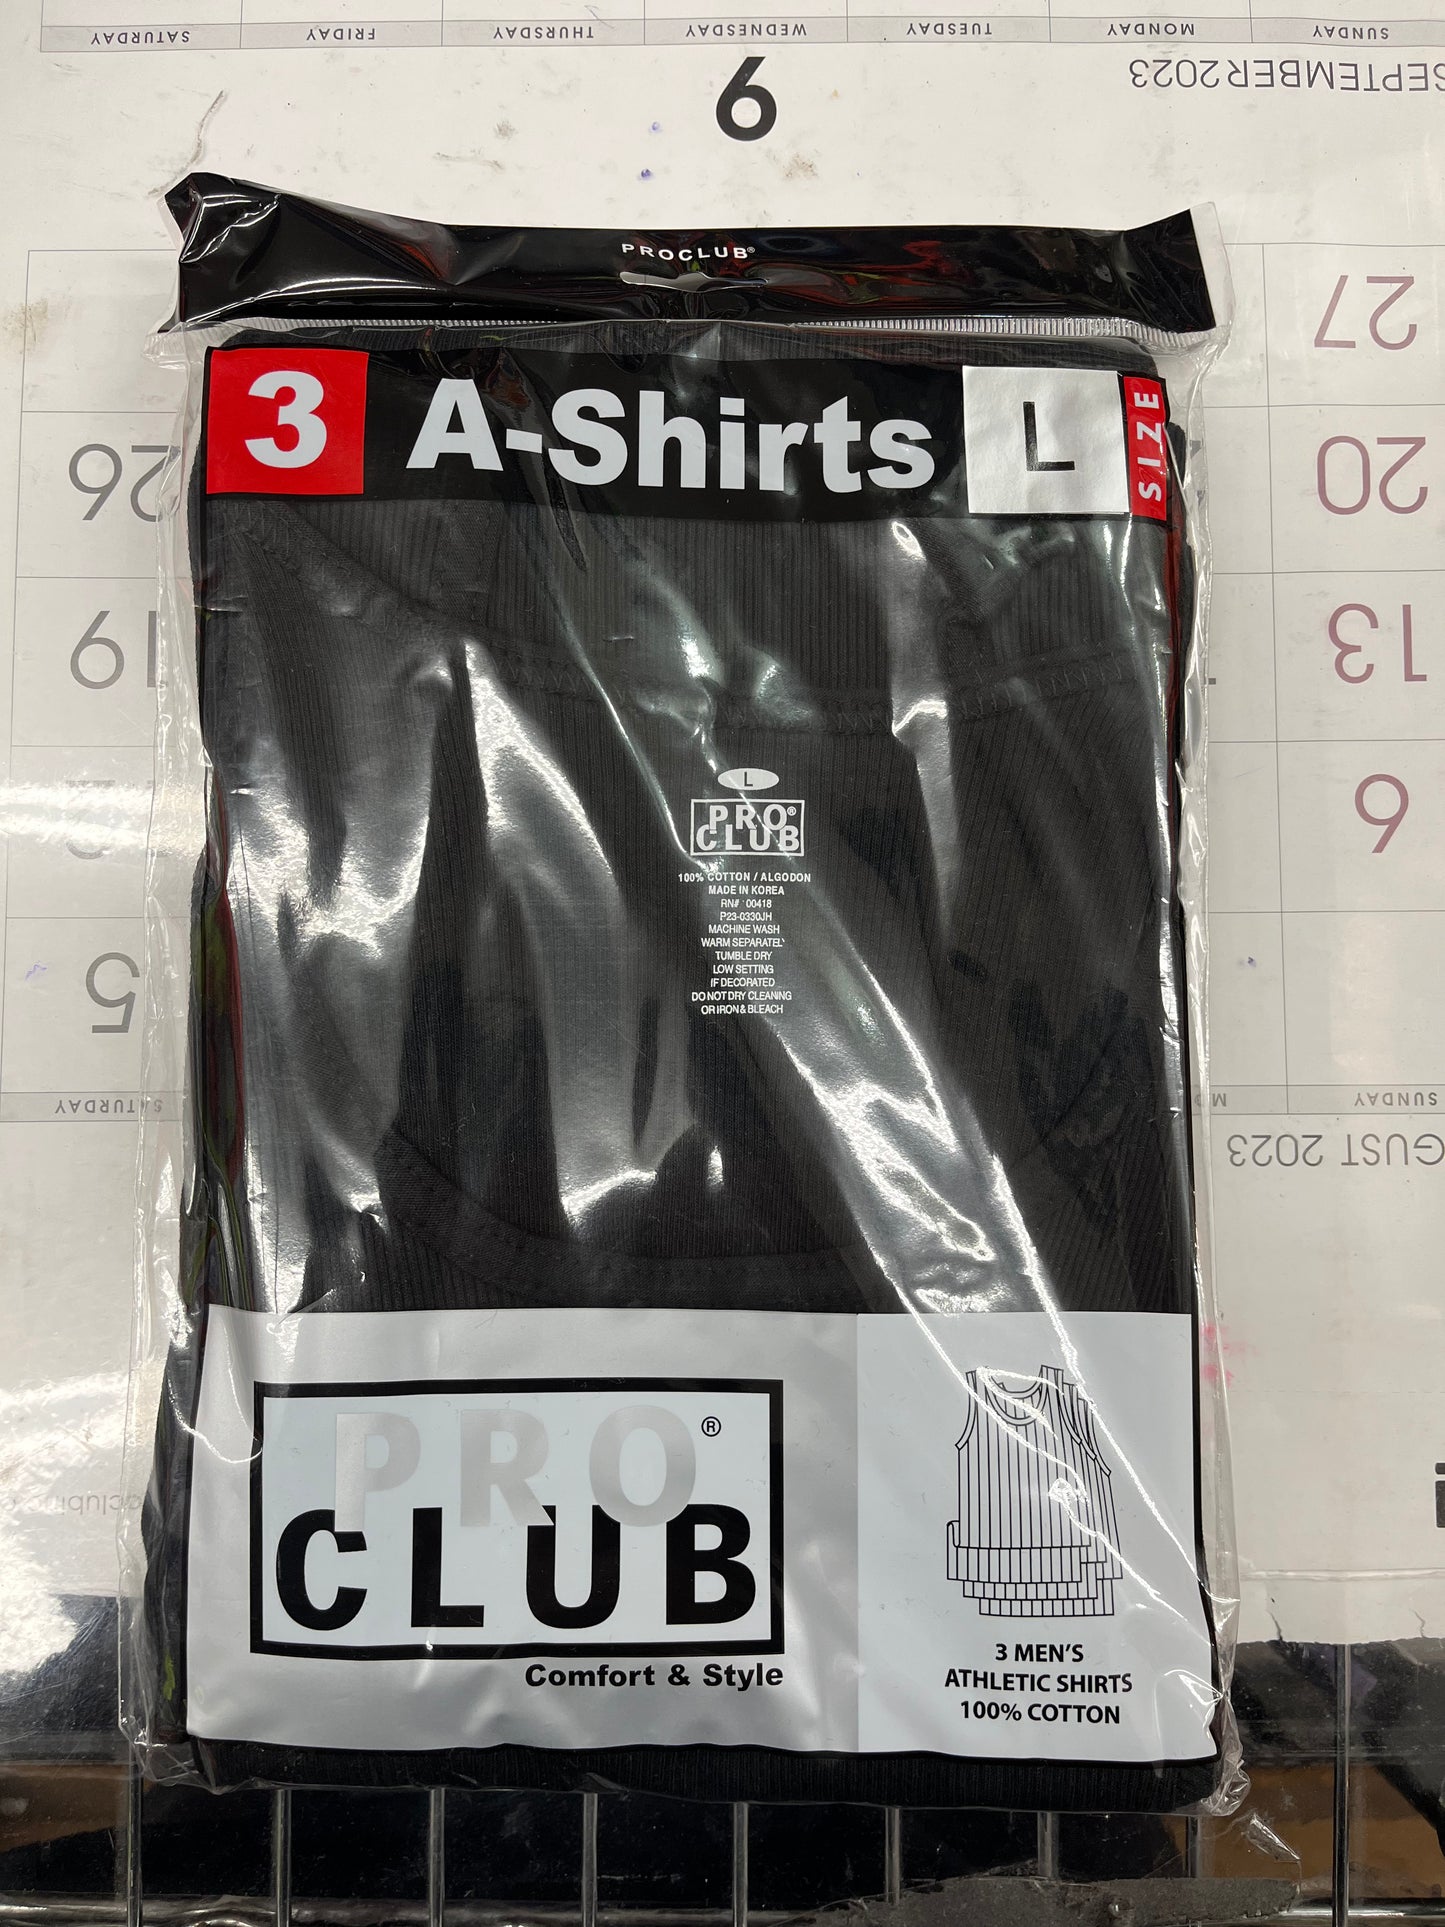 SATURDAY FRIDAY THURSDAY WEDNESDAY TUESDAY MONDAY SUNDAY
SEPTEMBER 2023
9
PROCLUB®
3 A-Shirts L SIZE
27
26
20
19
13
6
5
L
PRO®
CLUB
100% COTTON / ALGODON
MADE IN KOREA
RN# 00418
P23-0330JH
MACHINE WASH
WARM SEPARATELY
TUMBLE DRY
LOW SETTING
IF DECORATED
DO NOT DRY CLEANING
OR IRON & BLEACH
SATURDAY
SUNDAY
GUST 2023
PRO®
CLUB
Comfort & Style
3 MEN'S
ATHLETIC SHIRTS
100% COTTON